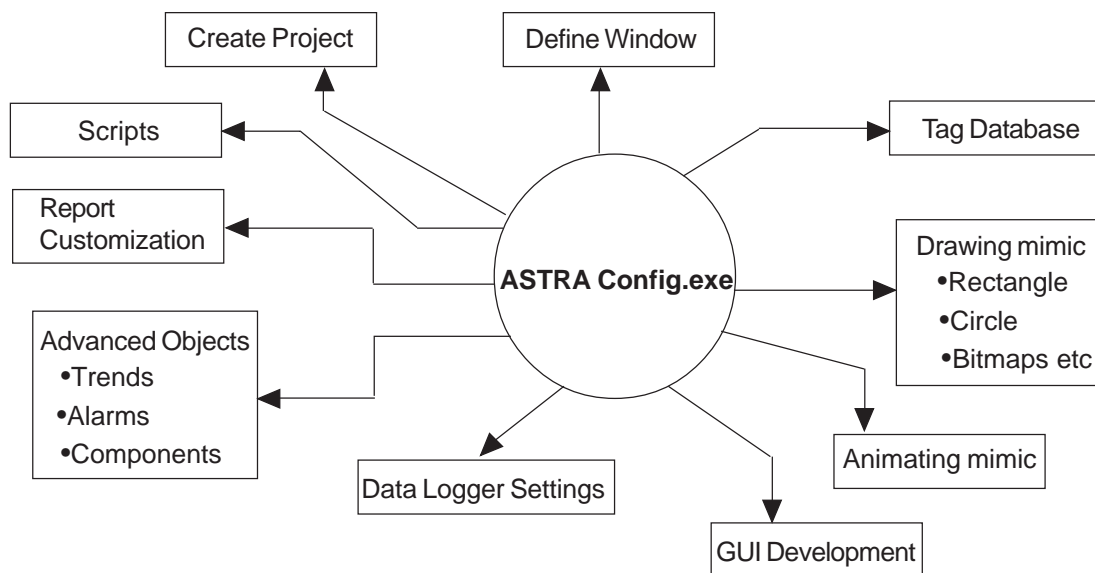 Create Project
Define Window
Scripts
Tag Database
Report
Customization
ASTRA Config.exe
Drawing mimic
•Rectangle
•Circle
•Bitmaps etc
Advanced Objects
•Trends
•Alarms
•Components
Animating mimic
Data Logger Settings
GUI Development